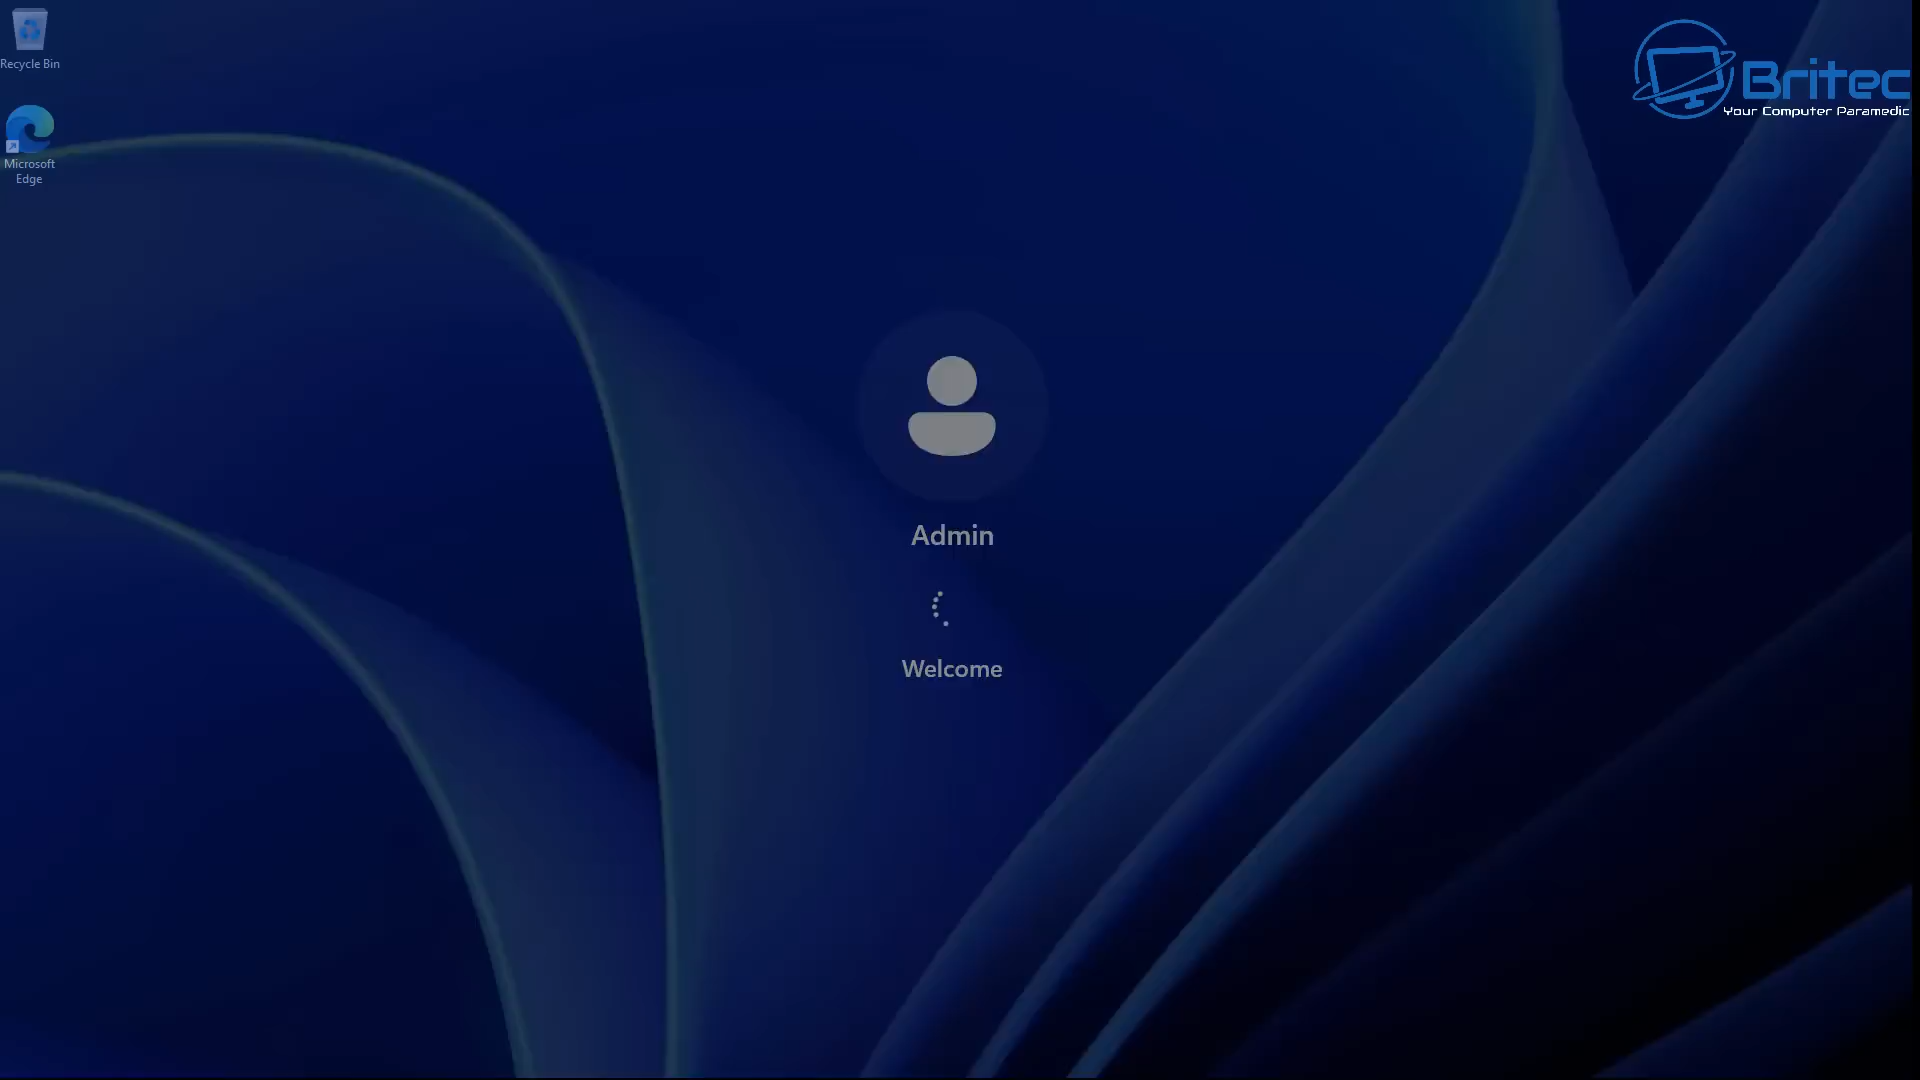 Recycle Bin
Microsoft
Edge
Britec
Your Computer Paramedic
Admin
Welcome